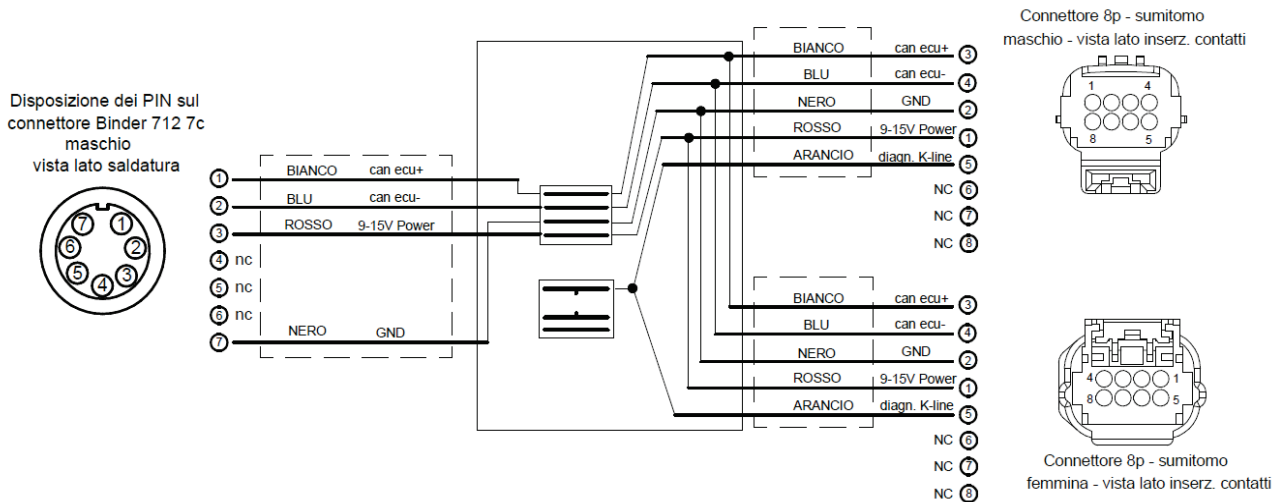 Disposizione dei PIN sul
connettore Binder 712 7c
maschio
vista lato saldatura
7 1
6 2
5 3
4
1 BIANCO can ecu+
2 BLU can ecu-
3 ROSSO 9-15V Power
4 nc
5 nc
6 nc
7 NERO GND
BIANCO can ecu+ 3
BLU can ecu- 4
NERO GND 2
ROSSO 9-15V Power 1
ARANCIO diagn. K-line 5
NC 6
NC 7
NC 8
BIANCO can ecu+ 3
BLU can ecu- 4
NERO GND 2
ROSSO 9-15V Power 1
ARANCIO diagn. K-line 5
NC 6
NC 7
NC 8
Connettore 8p - sumitomo
maschio - vista lato inserz. contatti
1 4
8 5
4 1
8 5
Connettore 8p - sumitomo
femmina - vista lato inserz. contatti